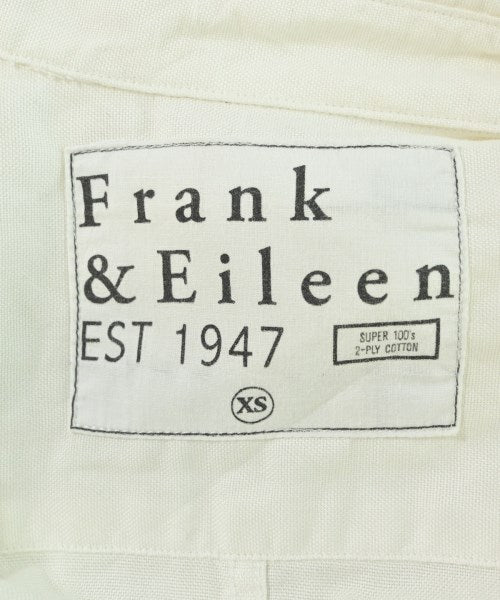 Frank
& Eileen
EST 1947
SUPER 100's
2-PLY COTTON
XS